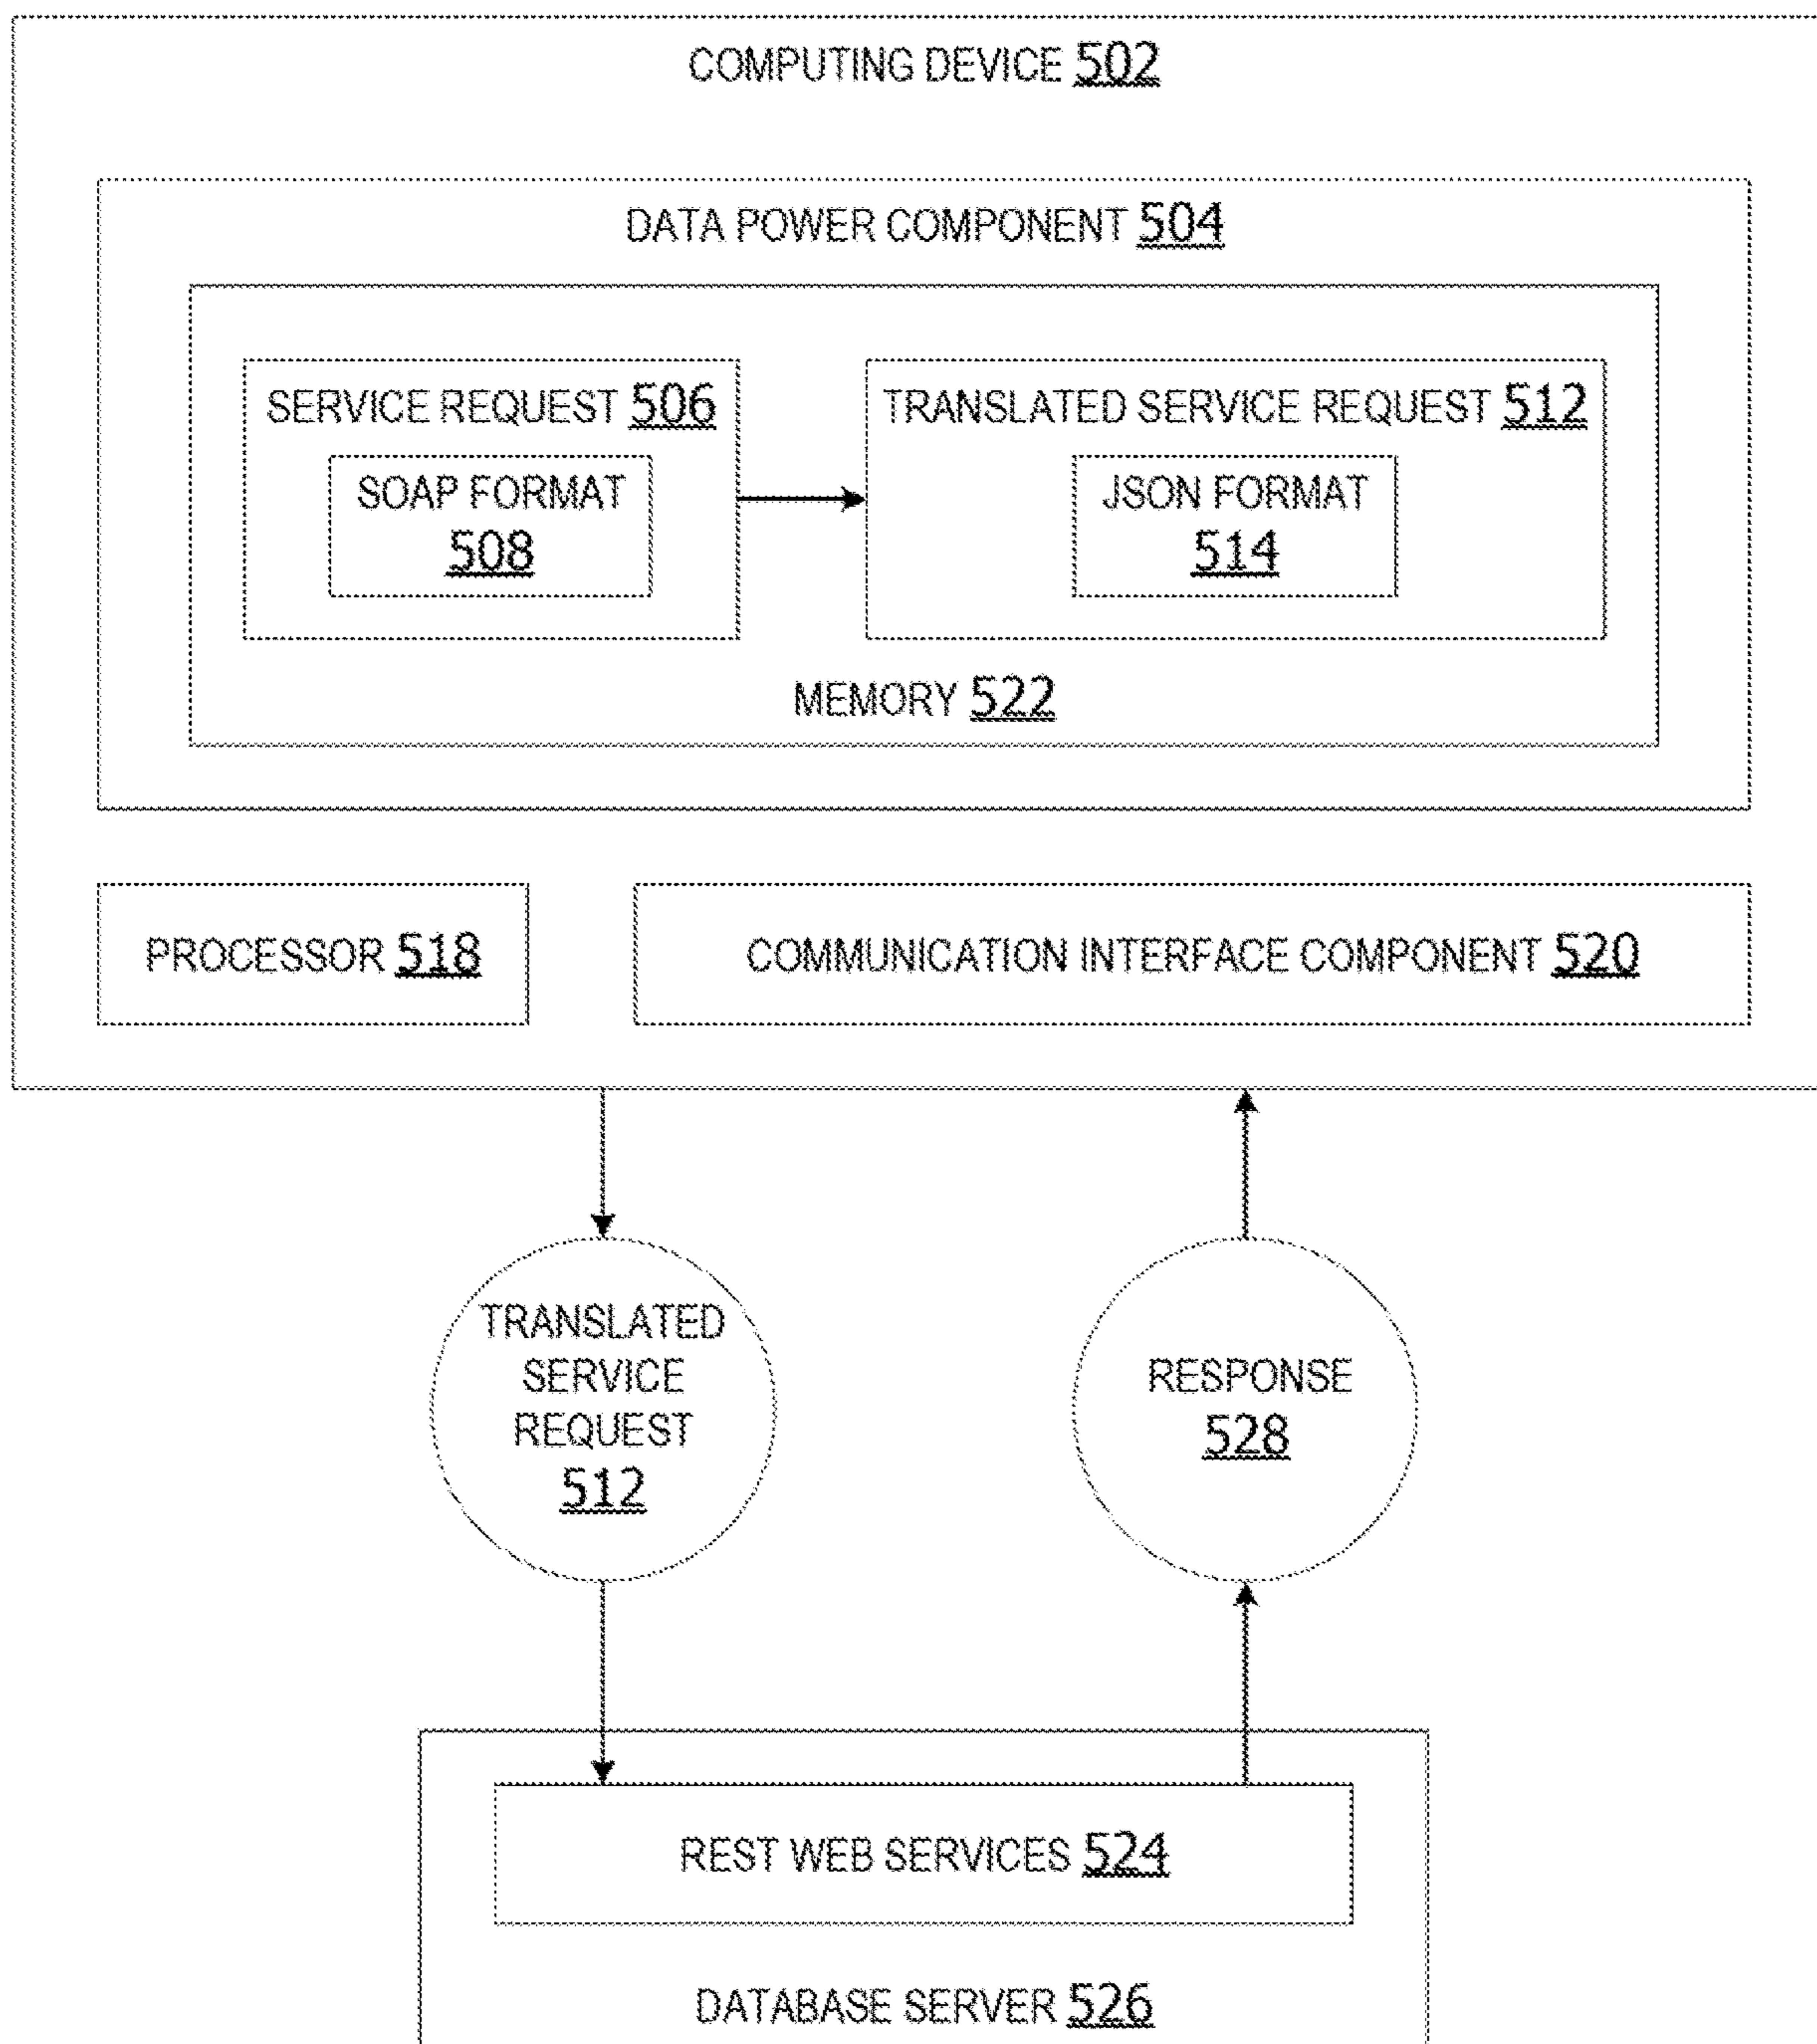 COMPUTING DEVICE 502
DATA POWER COMPONENT 504
SERVICE REQUEST 506
SOAP FORMAT
508
TRANSLATED SERVICE REQUEST 512
JSON FORMAT
514
MEMORY 522
PROCESSOR 518
COMMUNICATION INTERFACE COMPONENT 520
TRANSLATED
SERVICE
REQUEST
512
RESPONSE
528
REST WEB SERVICES 524
DATABASE SERVER 526